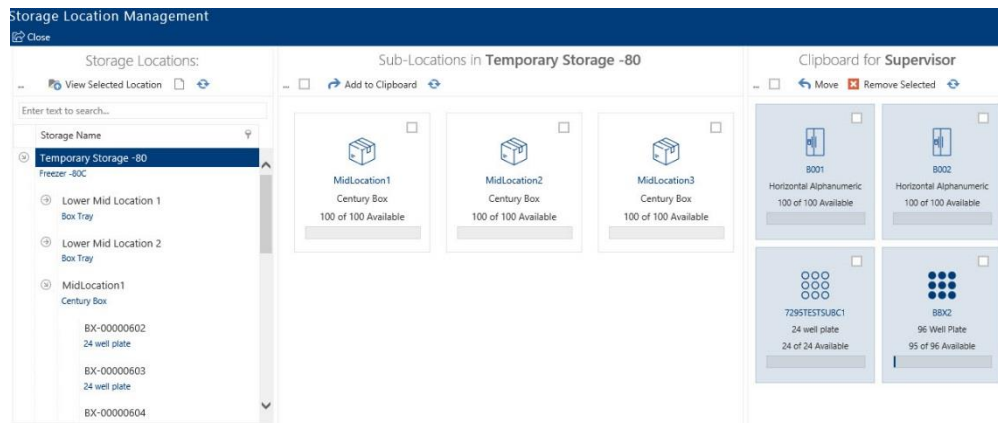 Storage Location Management
Close
Storage Locations:
... View Selected Location
Enter text to search...
Storage Name
Temporary Storage -80
Freezer -80C
Lower Mid Location 1
Box Tray
Lower Mid Location 2
Box Tray
MidLocation1
Century Box
BX-00000602
24 well plate
BX-00000603
24 well plate
BX-00000604
Sub-Locations in Temporary Storage -80
... Add to Clipboard
MidLocation1
Century Box
100 of 100 Available
MidLocation2
Century Box
100 of 100 Available
MidLocation3
Century Box
100 of 100 Available
Clipboard for Supervisor
... Move Remove Selected
B001
Horizontal Alphanumeric
100 of 100 Available
B002
Horizontal Alphanumeric
100 of 100 Available
7295TESTSUBC1
24 well plate
24 of 24 Available
BBX2
96 Well Plate
95 of 96 Available